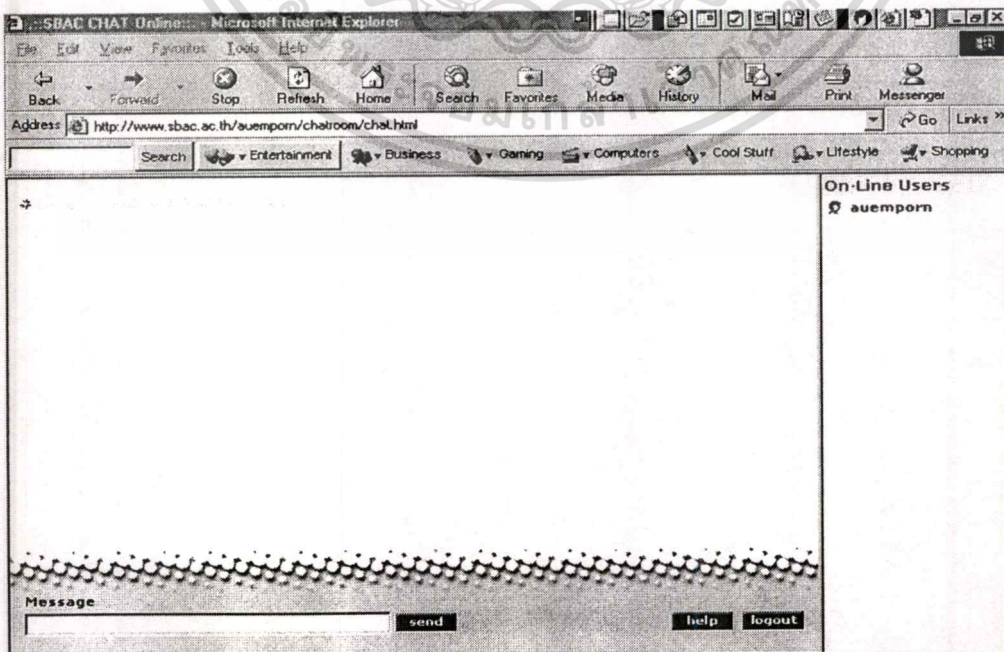 ::SBAC CHAT Online::. - Microsoft Internet Explorer
File Edit View Favorites Tools Help
Back Forward Stop Refresh Home Search Favorites Media History Mail Print Messenger
Address http://www.sbac.ac.th/auemporn/chatroom/chat.html Go Links »
Search Entertainment Business Gaming Computers Cool Stuff Lifestyle Shopping
On-Line Users
auemporn
Message
send help logout